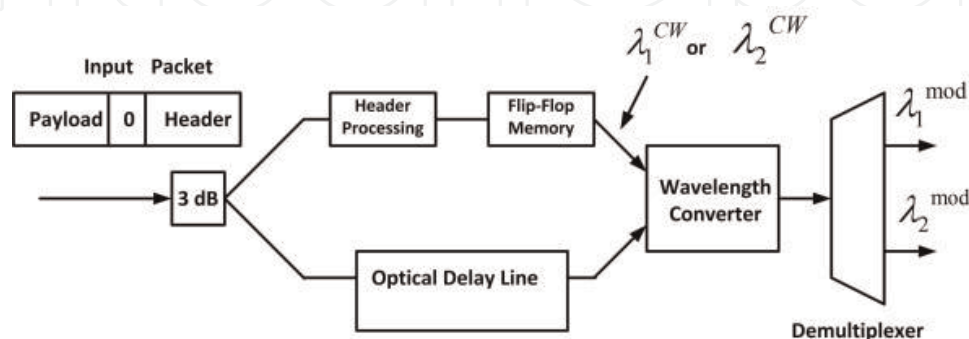 Input Packet
Payload 0 Header
3 dB
Header
Processing
Flip-Flop
Memory
λ₁ᶜᵂ or λ₂ᶜᵂ
Optical Delay Line
Wavelength
Converter
λ₁ᵐᵒᵈ
λ₂ᵐᵒᵈ
Demultiplexer